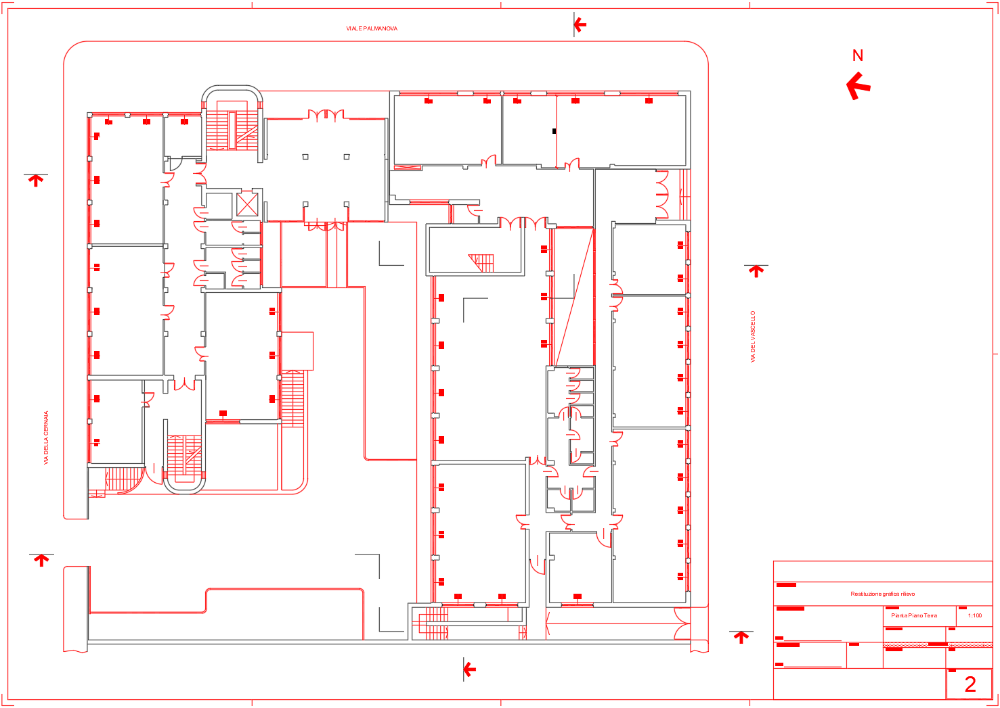 VIALE PALMANOVA
N
VIA DEL VASCELLO
VIA DELLA CERNAIA
Restituzione grafica rilievo
Pianta Piano Terra
1:100
2